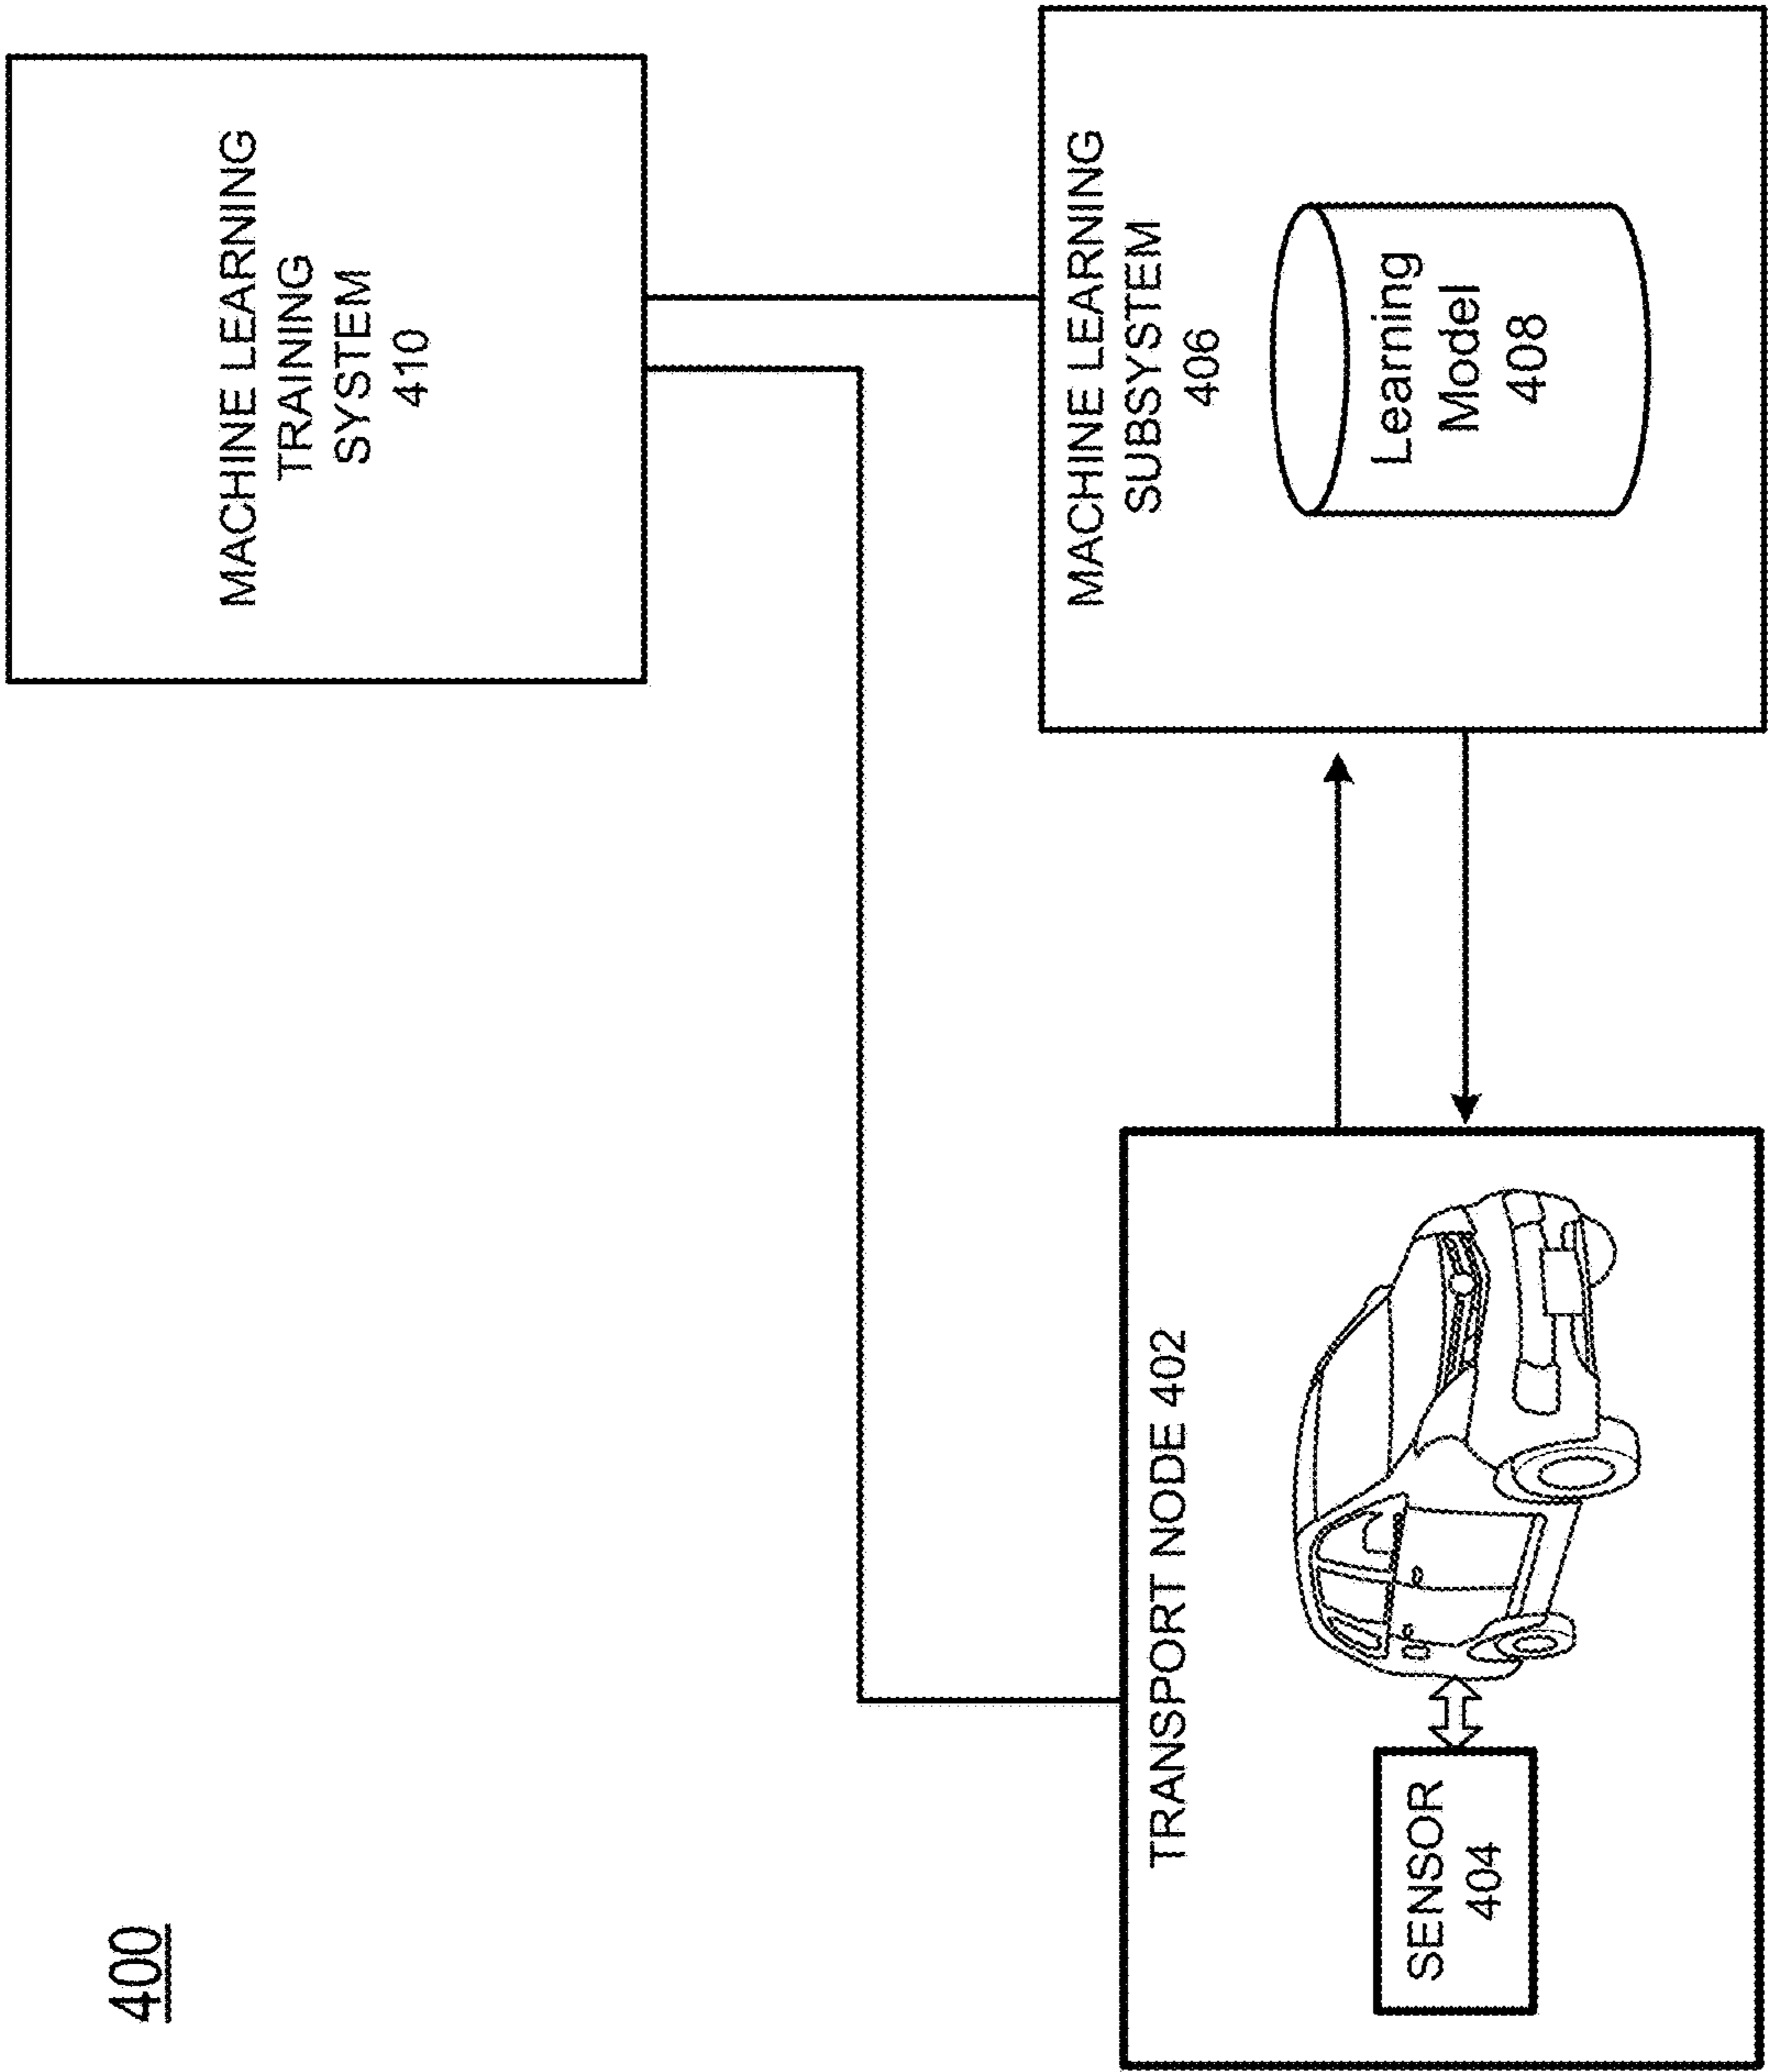 400
MACHINE LEARNING
TRAINING
SYSTEM
410
TRANSPORT NODE 402
SENSOR
404
MACHINE LEARNING
SUBSYSTEM
406
Learning
Model
408